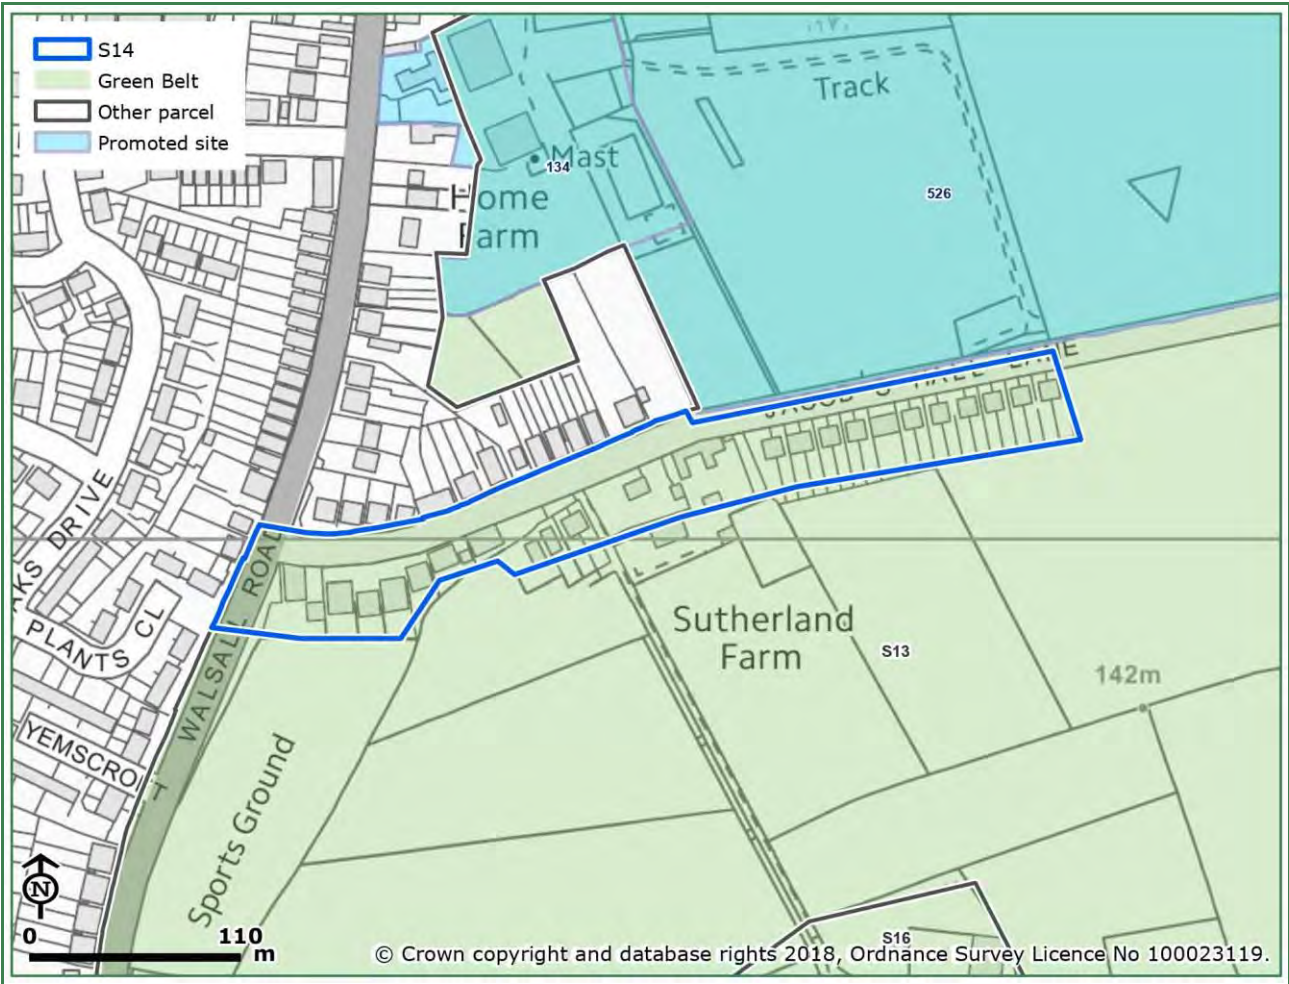 S14
Green Belt
Other parcel
Promoted site
Track
Mast
134
526
Home
Farm
JACOB'S HALL LANE
AKS DRIVE
PLANTS CL
WALSALL ROAD
YEMSCROFT
Sutherland
Farm
S13
142m
Sports Ground
S16
N
0 110
m
© Crown copyright and database rights 2018, Ordnance Survey Licence No 100023119.